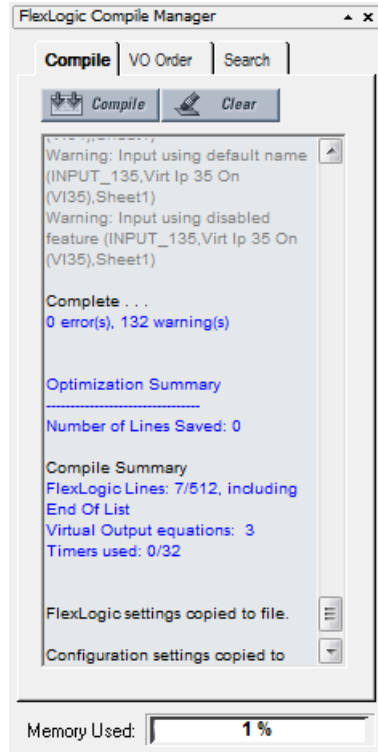 FlexLogic Compile Manager
Compile VO Order Search
Compile Clear
(VI34),Sheet1)
Warning: Input using default name
(INPUT_135,Virt Ip 35 On
(VI35),Sheet1)
Warning: Input using disabled
feature (INPUT_135,Virt Ip 35 On
(VI35),Sheet1)
Complete . . .
0 error(s), 132 warning(s)
Optimization Summary
--------------------------------
Number of Lines Saved: 0
Compile Summary
FlexLogic Lines: 7/512, including
End Of List
Virtual Output equations: 3
Timers used: 0/32
FlexLogic settings copied to file.
Configuration settings copied to
Memory Used: 1 %